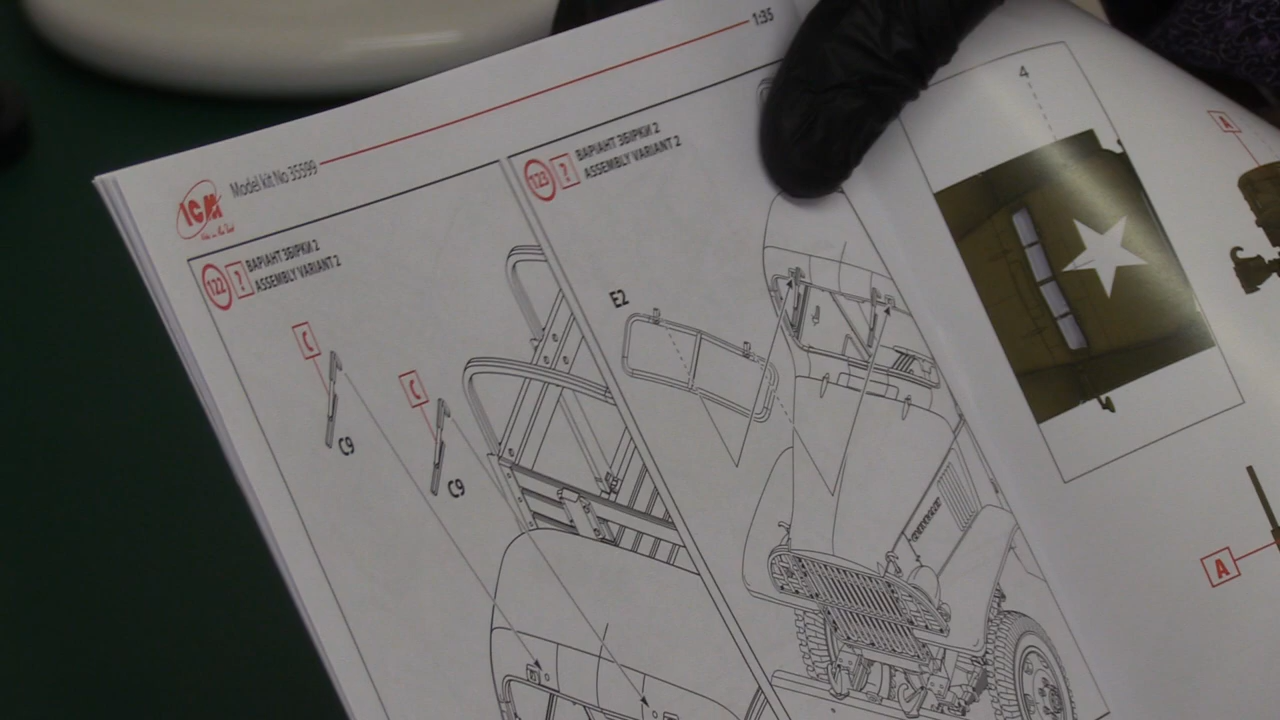 1:35
ICM
Model kit No 35599
122
?
ВАРІАНТ ЗБІРКИ 2
ASSEMBLY VARIANT 2
C
C9
C
C9
123
?
ВАРІАНТ ЗБІРКИ 2
ASSEMBLY VARIANT 2
E2
4
A
A